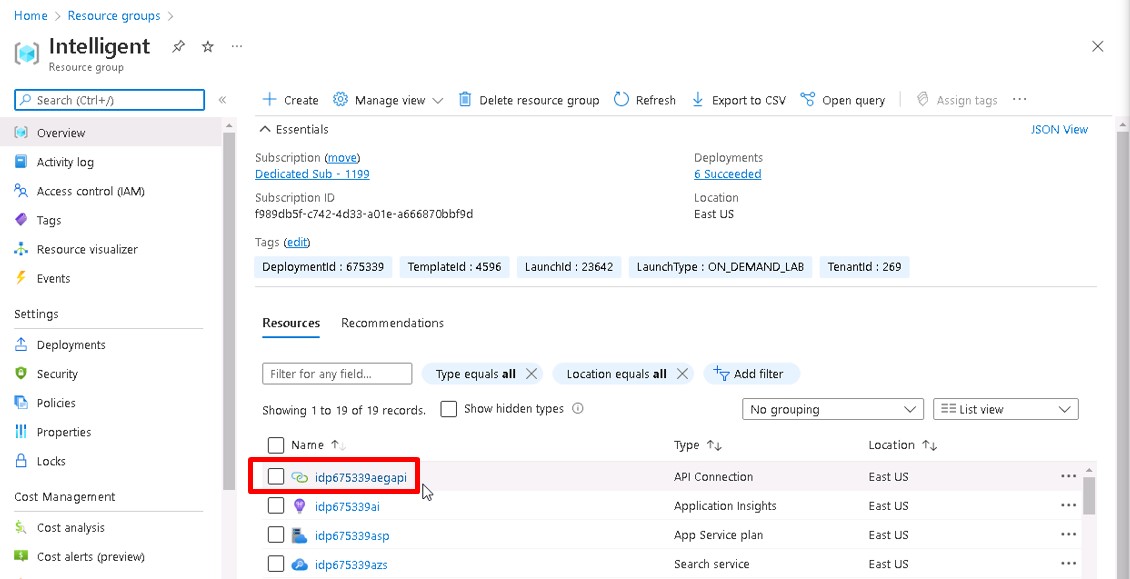 Home > Resource groups >
Intelligent
Resource group
Search (Ctrl+/)
Overview
Activity log
Access control (IAM)
Tags
Resource visualizer
Events
Settings
Deployments
Security
Policies
Properties
Locks
Cost Management
Cost analysis
Cost alerts (preview)
Create Manage view Delete resource group Refresh Export to CSV Open query Assign tags ...
Essentials JSON View
Subscription (move) Deployments
Dedicated Sub - 1199 6 Succeeded
Subscription ID Location
f989db5f-c742-4d33-a01e-a666870bbf9d East US
Tags (edit)
DeploymentId : 675339 TemplateId : 4596 LaunchId : 23642 LaunchType : ON_DEMAND_LAB TenantId : 269
Resources Recommendations
Filter for any field... Type equals all Location equals all Add filter
Showing 1 to 19 of 19 records. Show hidden types No grouping List view
Name Type Location
idp675339aegapi API Connection East US
idp675339ai Application Insights East US
idp675339asp App Service plan East US
idp675339azs Search service East US